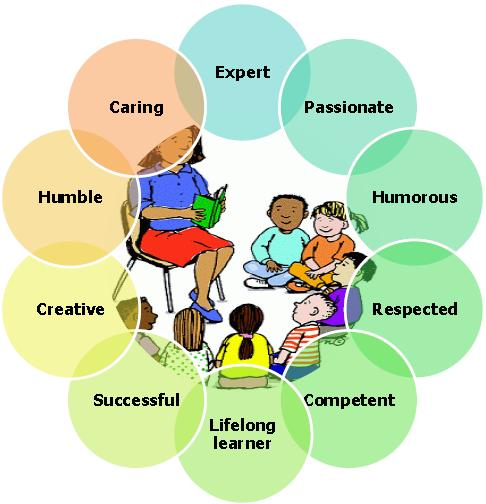 Expert
Passionate
Humorous
Respected
Competent
Lifelong
learner
Successful
Creative
Humble
Caring